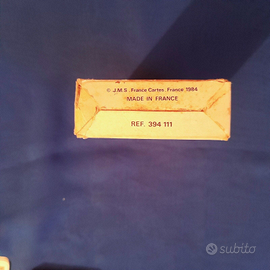 © J.M.S. France Cartes. France 1984
MADE IN FRANCE
REF. 394 111
subito